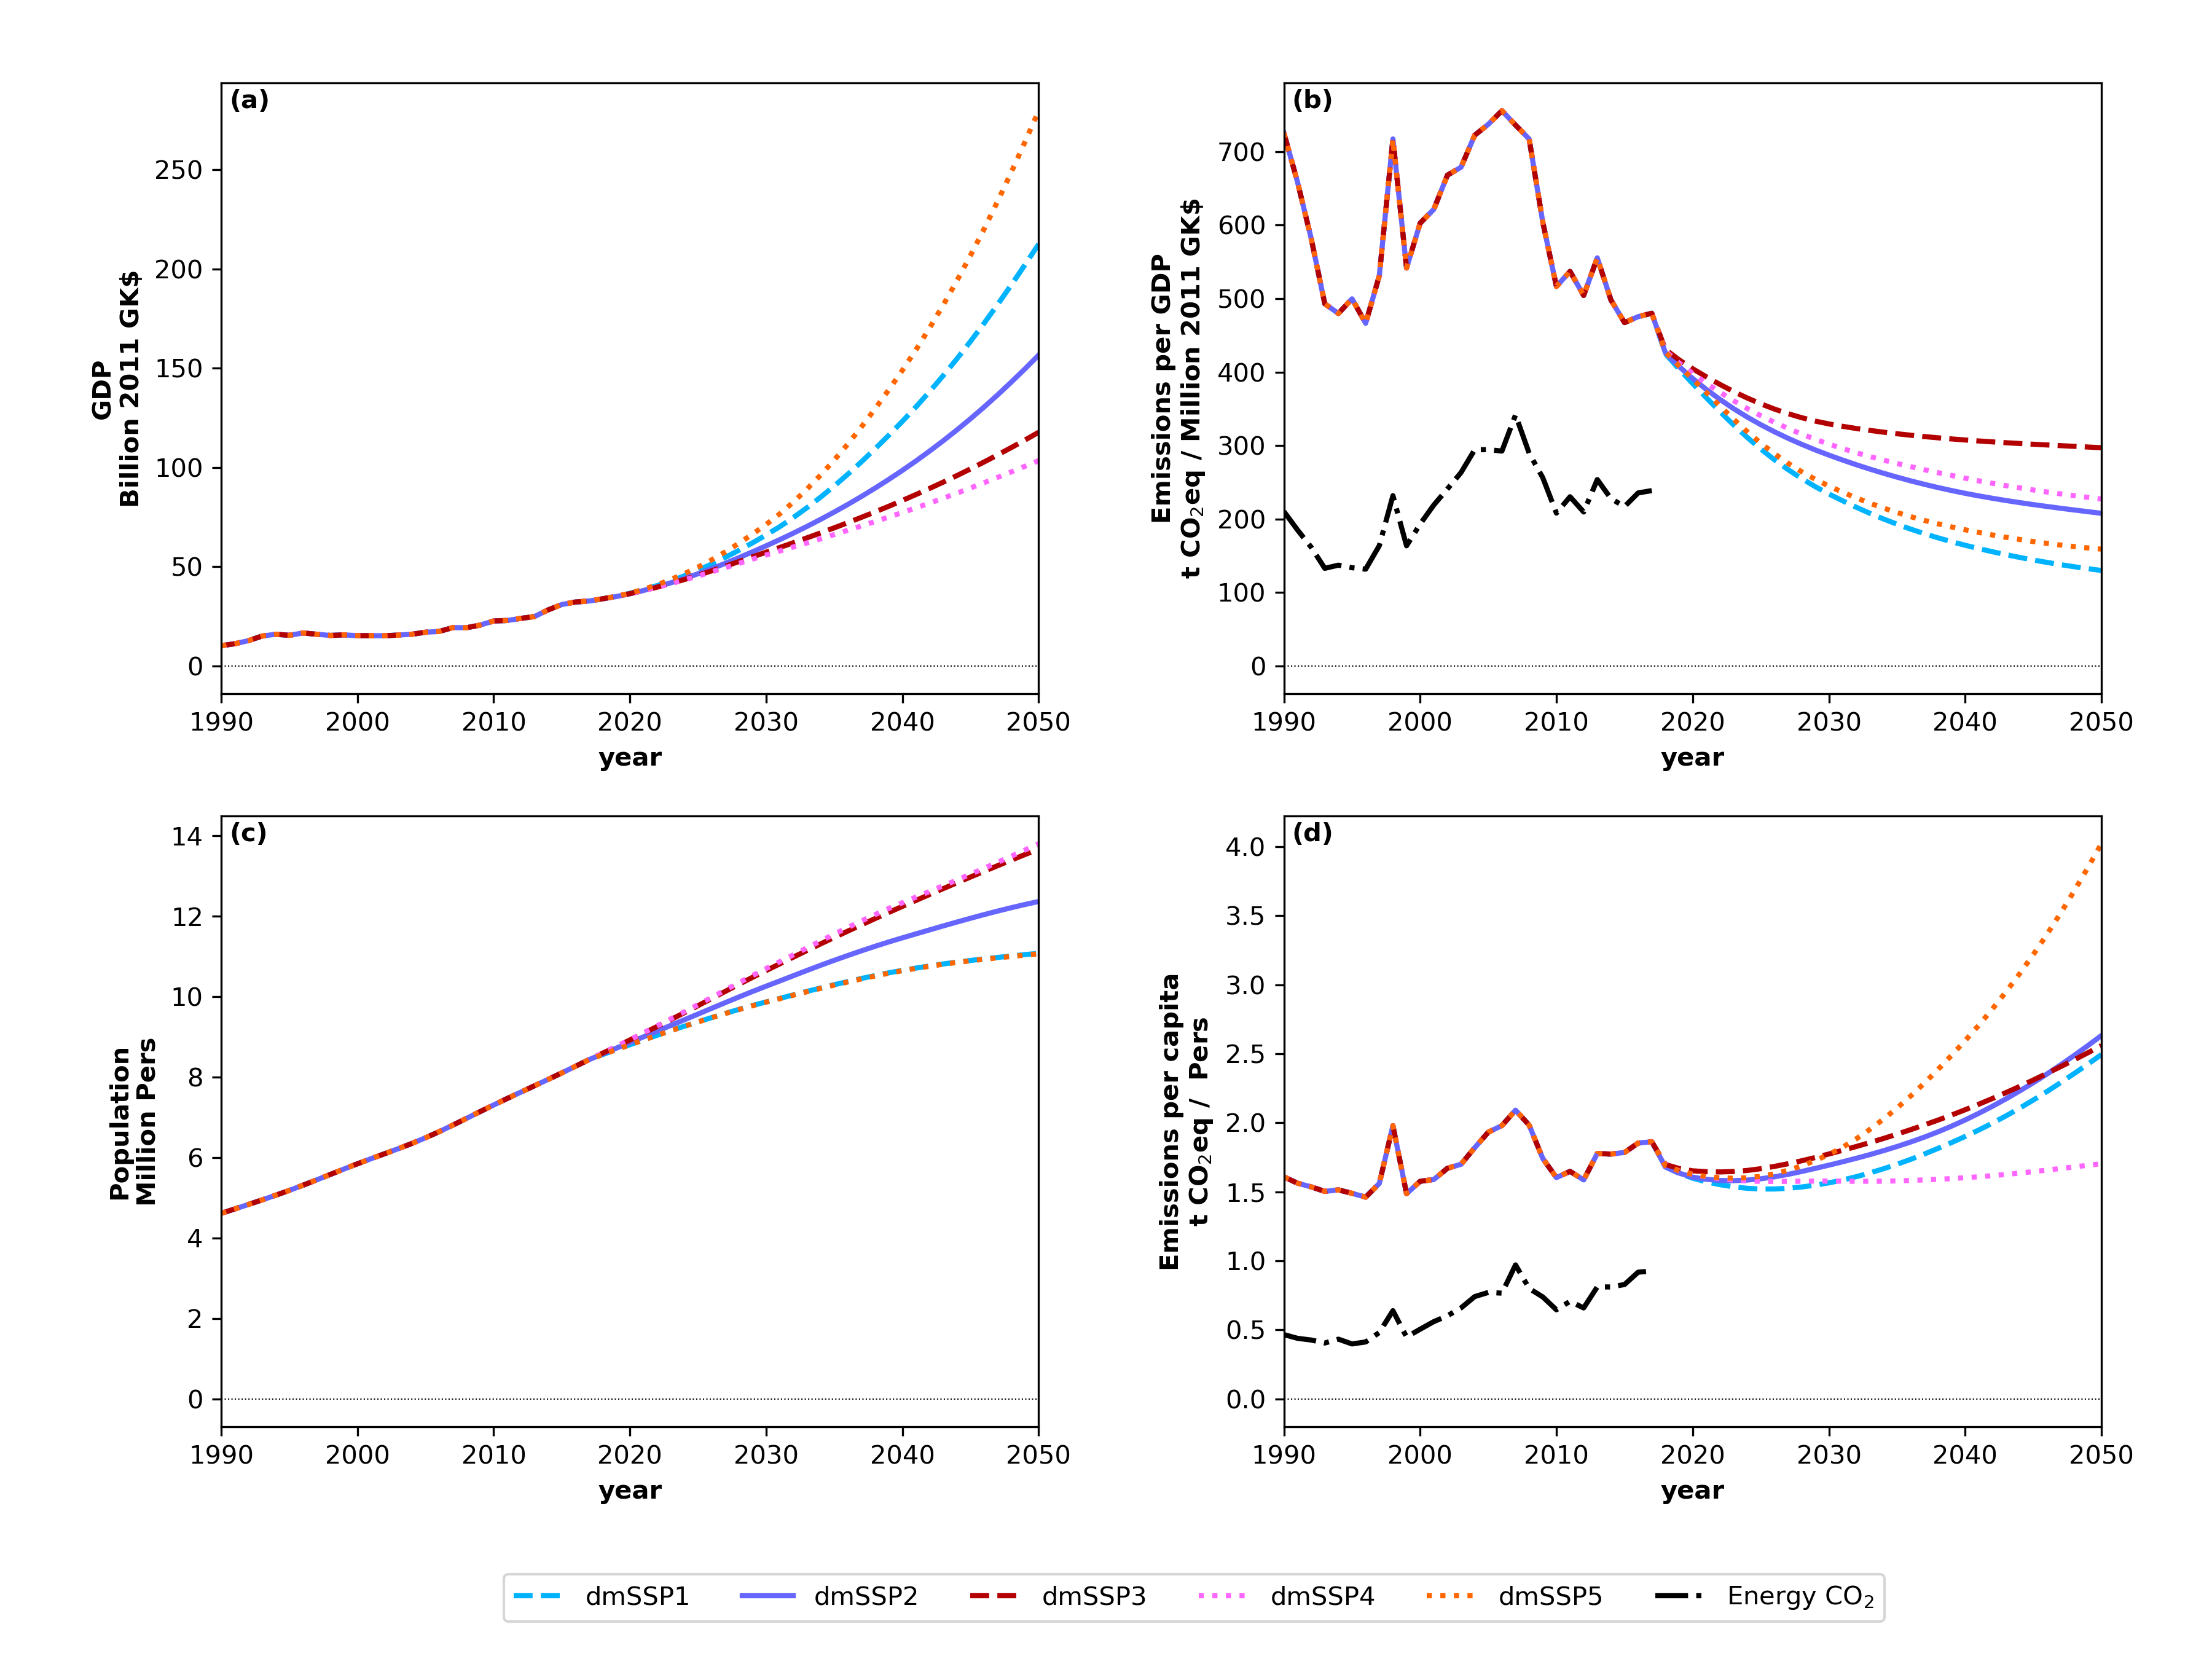 (a)
GDP
Billion 2011 GK$
250
200
150
100
50
0
1990 2000 2010 2020 2030 2040 2050
year
(b)
Emissions per GDP
t CO₂eq / Million 2011 GK$
700
600
500
400
300
200
100
0
1990 2000 2010 2020 2030 2040 2050
year
(c)
Population
Million Pers
14
12
10
8
6
4
2
0
1990 2000 2010 2020 2030 2040 2050
year
(d)
Emissions per capita
t CO₂eq / Pers
4.0
3.5
3.0
2.5
2.0
1.5
1.0
0.5
0.0
1990 2000 2010 2020 2030 2040 2050
year
dmSSP1 dmSSP2 dmSSP3 dmSSP4 dmSSP5 Energy CO₂